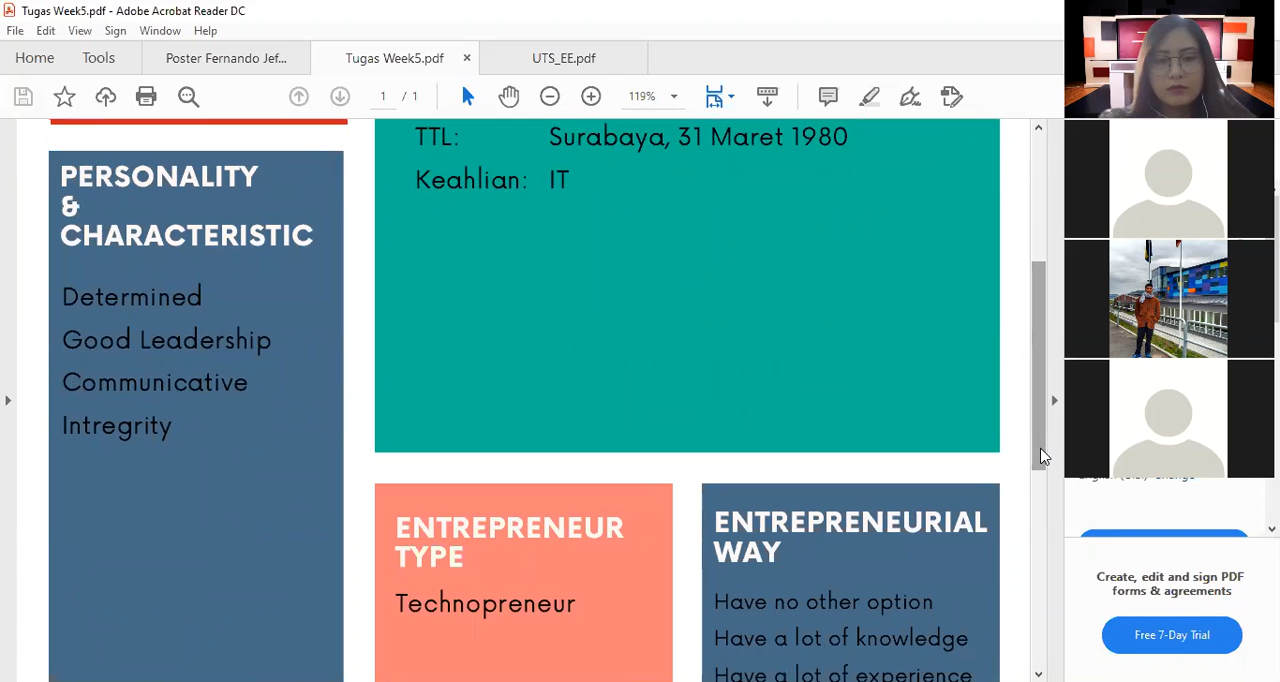 Tugas Week5.pdf - Adobe Acrobat Reader DC
File Edit View Sign Window Help
Home Tools Poster Fernando Jef... Tugas Week5.pdf × UTS_EE.pdf
1 / 1 119%
TTL: Surabaya, 31 Maret 1980
Keahlian: IT
PERSONALITY
&
CHARACTERISTIC
Determined
Good Leadership
Communicative
Intregrity
ENTREPRENEUR
TYPE
Technopreneur
ENTREPRENEURIAL
WAY
Have no other option
Have a lot of knowledge
Have a lot of experience
Create, edit and sign PDF
forms & agreements
Free 7-Day Trial